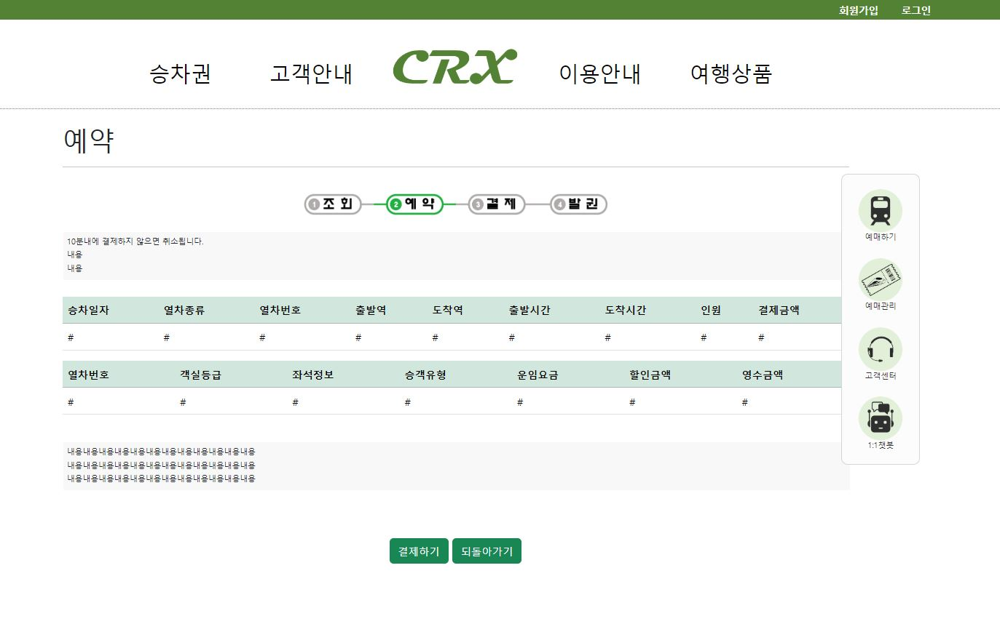 회원가입 로그인
승차권 고객안내 CRX 이용안내 여행상품
예약
1 조회 2 예약 3 결제 4 발권
10분내에 결제하지 않으면 취소됩니다.
내용
내용
승차일자 열차종류 열차번호 출발역 도착역 출발시간 도착시간 인원 결제금액
# # # # # # # # #
열차번호 객실등급 좌석정보 승객유형 운임요금 할인금액 영수금액
# # # # # # #
내용내용내용내용내용내용내용내용내용내용내용내용
내용내용내용내용내용내용내용내용내용내용내용내용
내용내용내용내용내용내용내용내용내용내용내용내용
결제하기 되돌아가기
예매하기
예매관리
고객센터
1:1챗봇